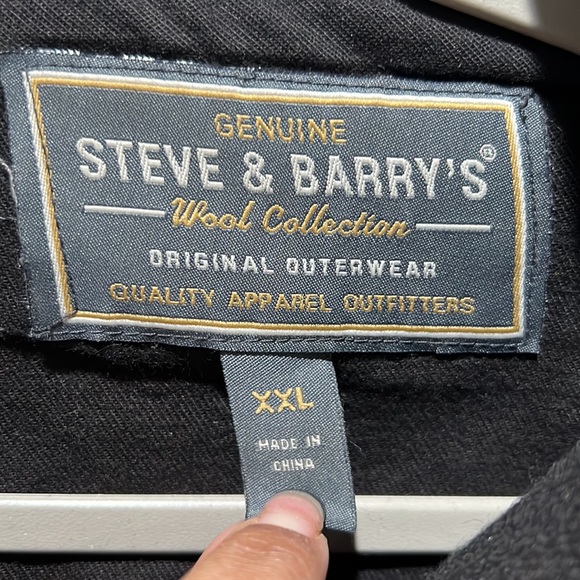 GENUINE
STEVE & BARRY'S®
Wool Collection
ORIGINAL OUTERWEAR
QUALITY APPAREL OUTFITTERS
XXL
MADE IN
CHINA